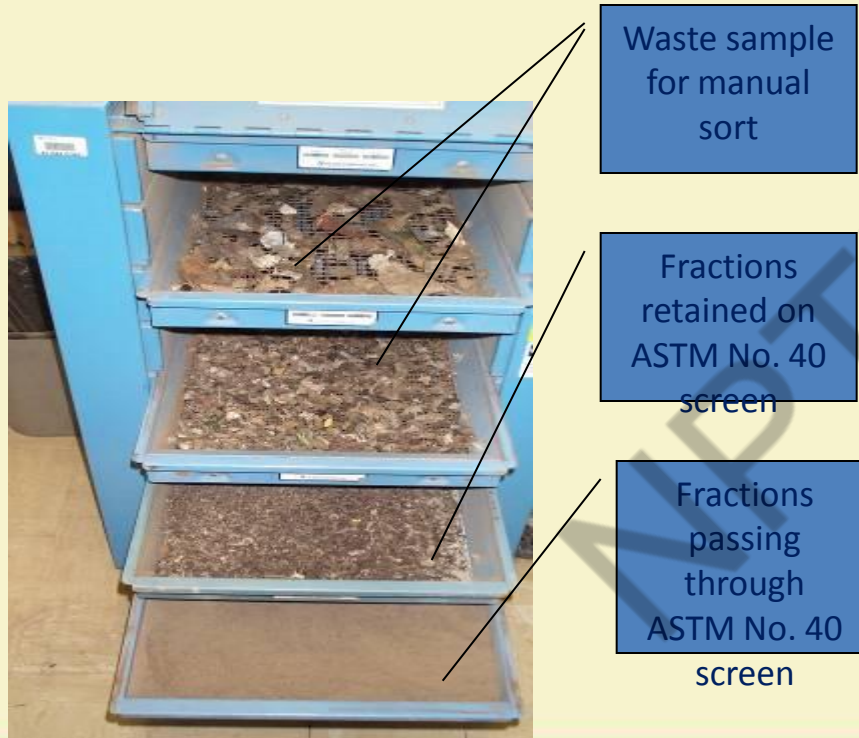 Waste sample
for manual
sort
Fractions
retained on
ASTM No. 40
screen
Fractions
passing
through
ASTM No. 40
screen
NPT